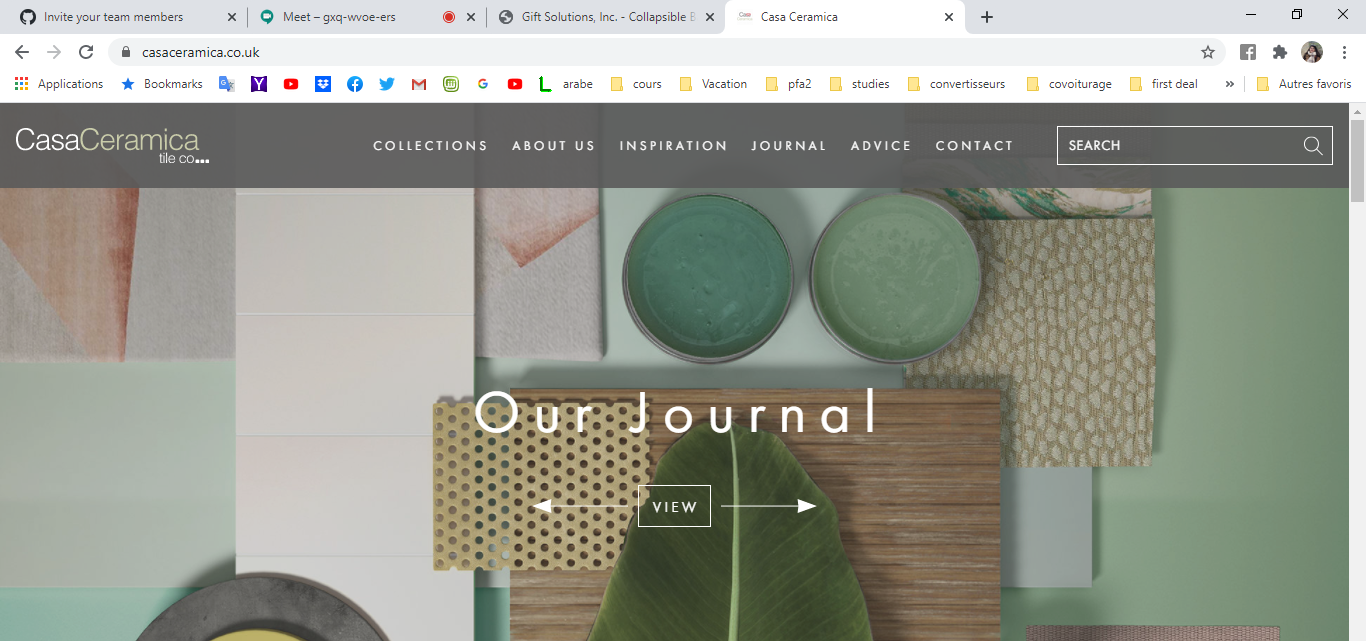 Invite your team members
Meet – gxq-wvoe-ers
Gift Solutions, Inc. - Collapsible B
Casa Ceramica
casaceramica.co.uk
Applications
Bookmarks
arabe
cours
Vacation
pfa2
studies
convertisseurs
covoiturage
first deal
Autres favoris
CasaCeramica
tile co...
COLLECTIONS
ABOUT US
INSPIRATION
JOURNAL
ADVICE
CONTACT
SEARCH
Our Journal
VIEW